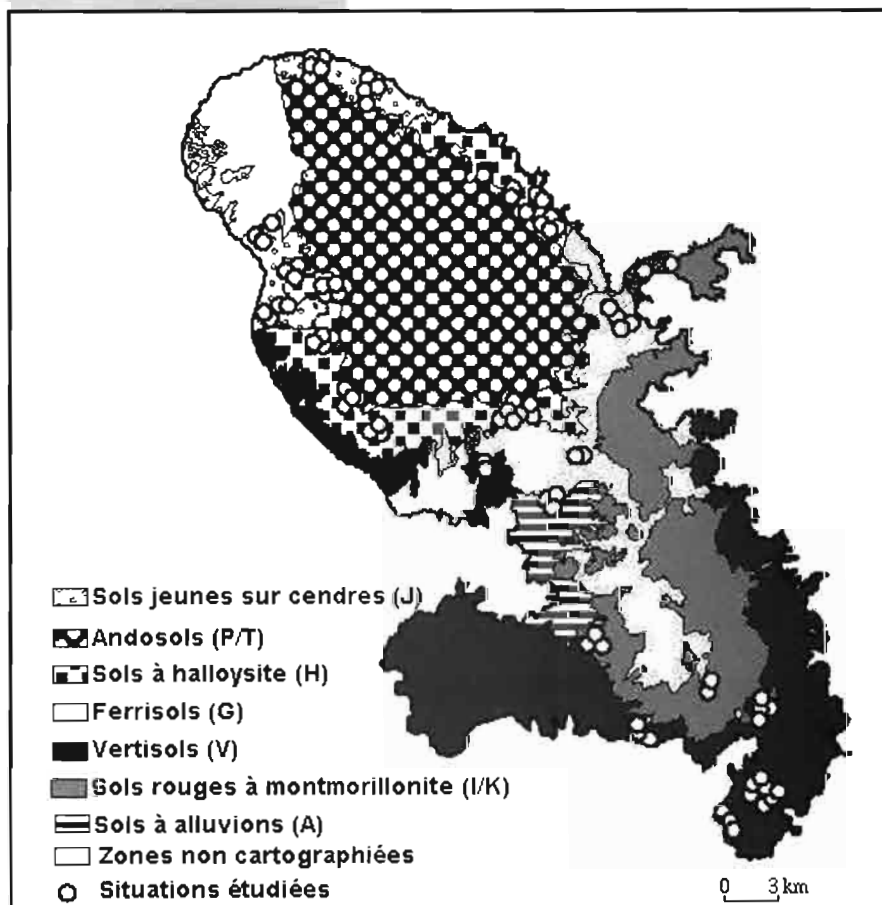 Sols jeunes sur cendres (J)
Andosols (P/T)
Sols à halloysite (H)
Ferrisols (G)
Vertisols (V)
Sols rouges à montmorillonite (I/K)
Sols à alluvions (A)
Zones non cartographiées
Situations étudiées
0 3 km